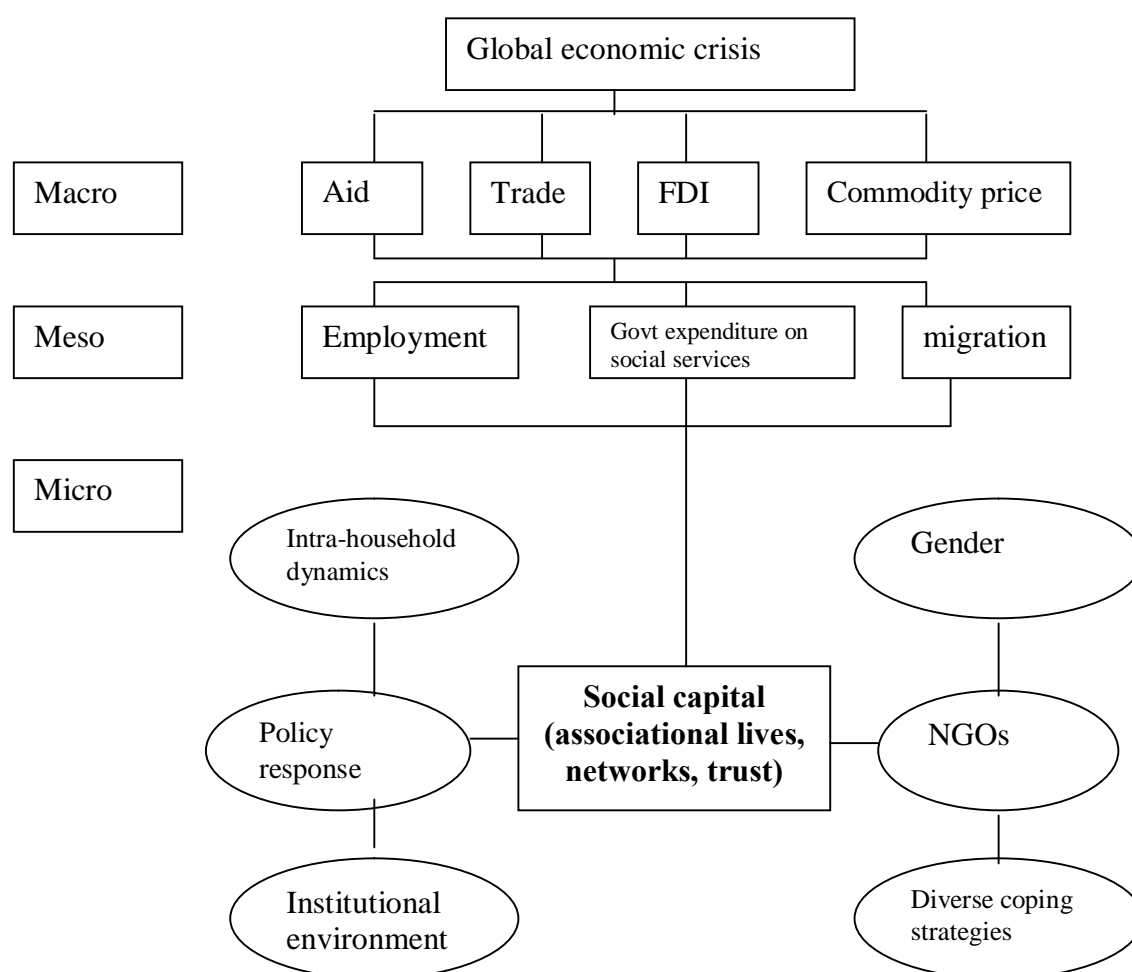 Global economic crisis
Macro
Aid
Trade
FDI
Commodity price
Meso
Employment
Govt expenditure on
social services
migration
Micro
Intra-household
dynamics
Gender
Policy
response
Social capital
(associational lives,
networks, trust)
NGOs
Institutional
environment
Diverse coping
strategies